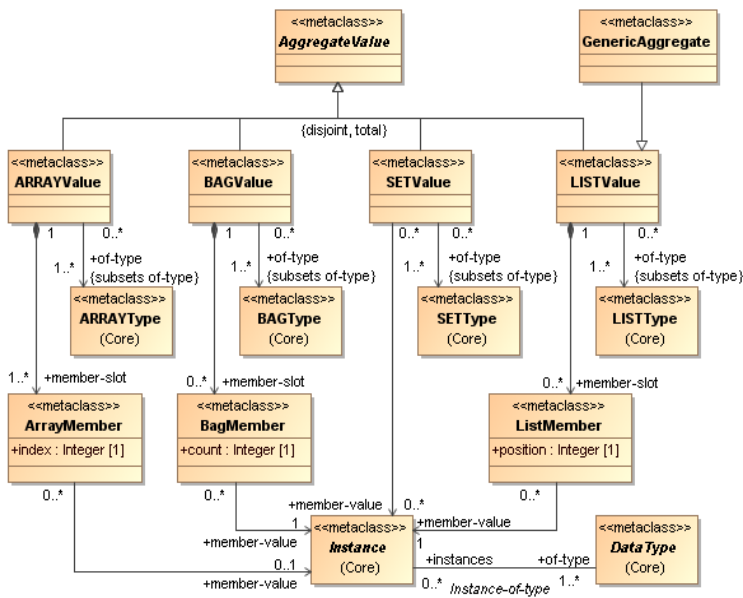 <<metaclass>>
AggregateValue
<<metaclass>>
GenericAggregate
{disjoint, total}
<<metaclass>>
ARRAYValue
<<metaclass>>
BAGValue
<<metaclass>>
SETValue
<<metaclass>>
LISTValue
1
0..*
1
0..*
0..*
0..*
1
0..*
1..*
+of-type
{subsets of-type}
1..*
+of-type
{subsets of-type}
1..*
+of-type
{subsets of-type}
1..*
+of-type
{subsets of-type}
<<metaclass>>
ARRAYType
(Core)
<<metaclass>>
BAGType
(Core)
<<metaclass>>
SETType
(Core)
<<metaclass>>
LISTType
(Core)
1..*
+member-slot
0..*
+member-slot
0..*
+member-slot
<<metaclass>>
ArrayMember
+index : Integer [1]
<<metaclass>>
BagMember
+count : Integer [1]
<<metaclass>>
ListMember
+position : Integer [1]
0..*
0..*
0..*
+member-value
0..*
1
+member-value
+member-value
1
0..1
+member-value
<<metaclass>>
Instance
(Core)
+instances
0..*
Instance-of-type
+of-type
1..*
<<metaclass>>
DataType
(Core)